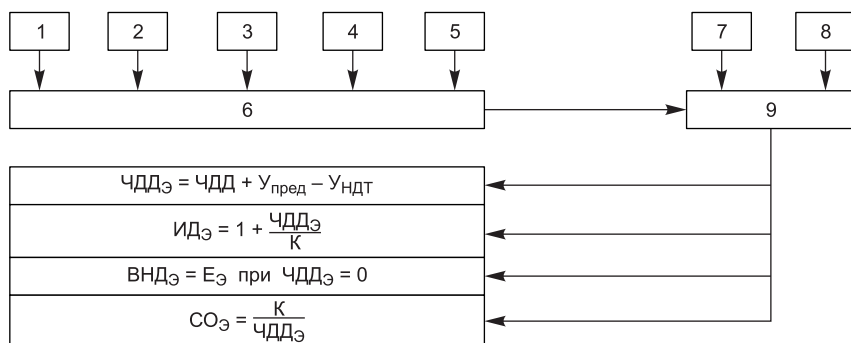 1 2 3 4 5 7 8
6 9
ЧДДЭ = ЧДД + Упред – УНДТ
ИДЭ = 1 + ЧДДЭ / К
ВНДЭ = ЕЭ при ЧДДЭ = 0
СОЭ = К / ЧДДЭ